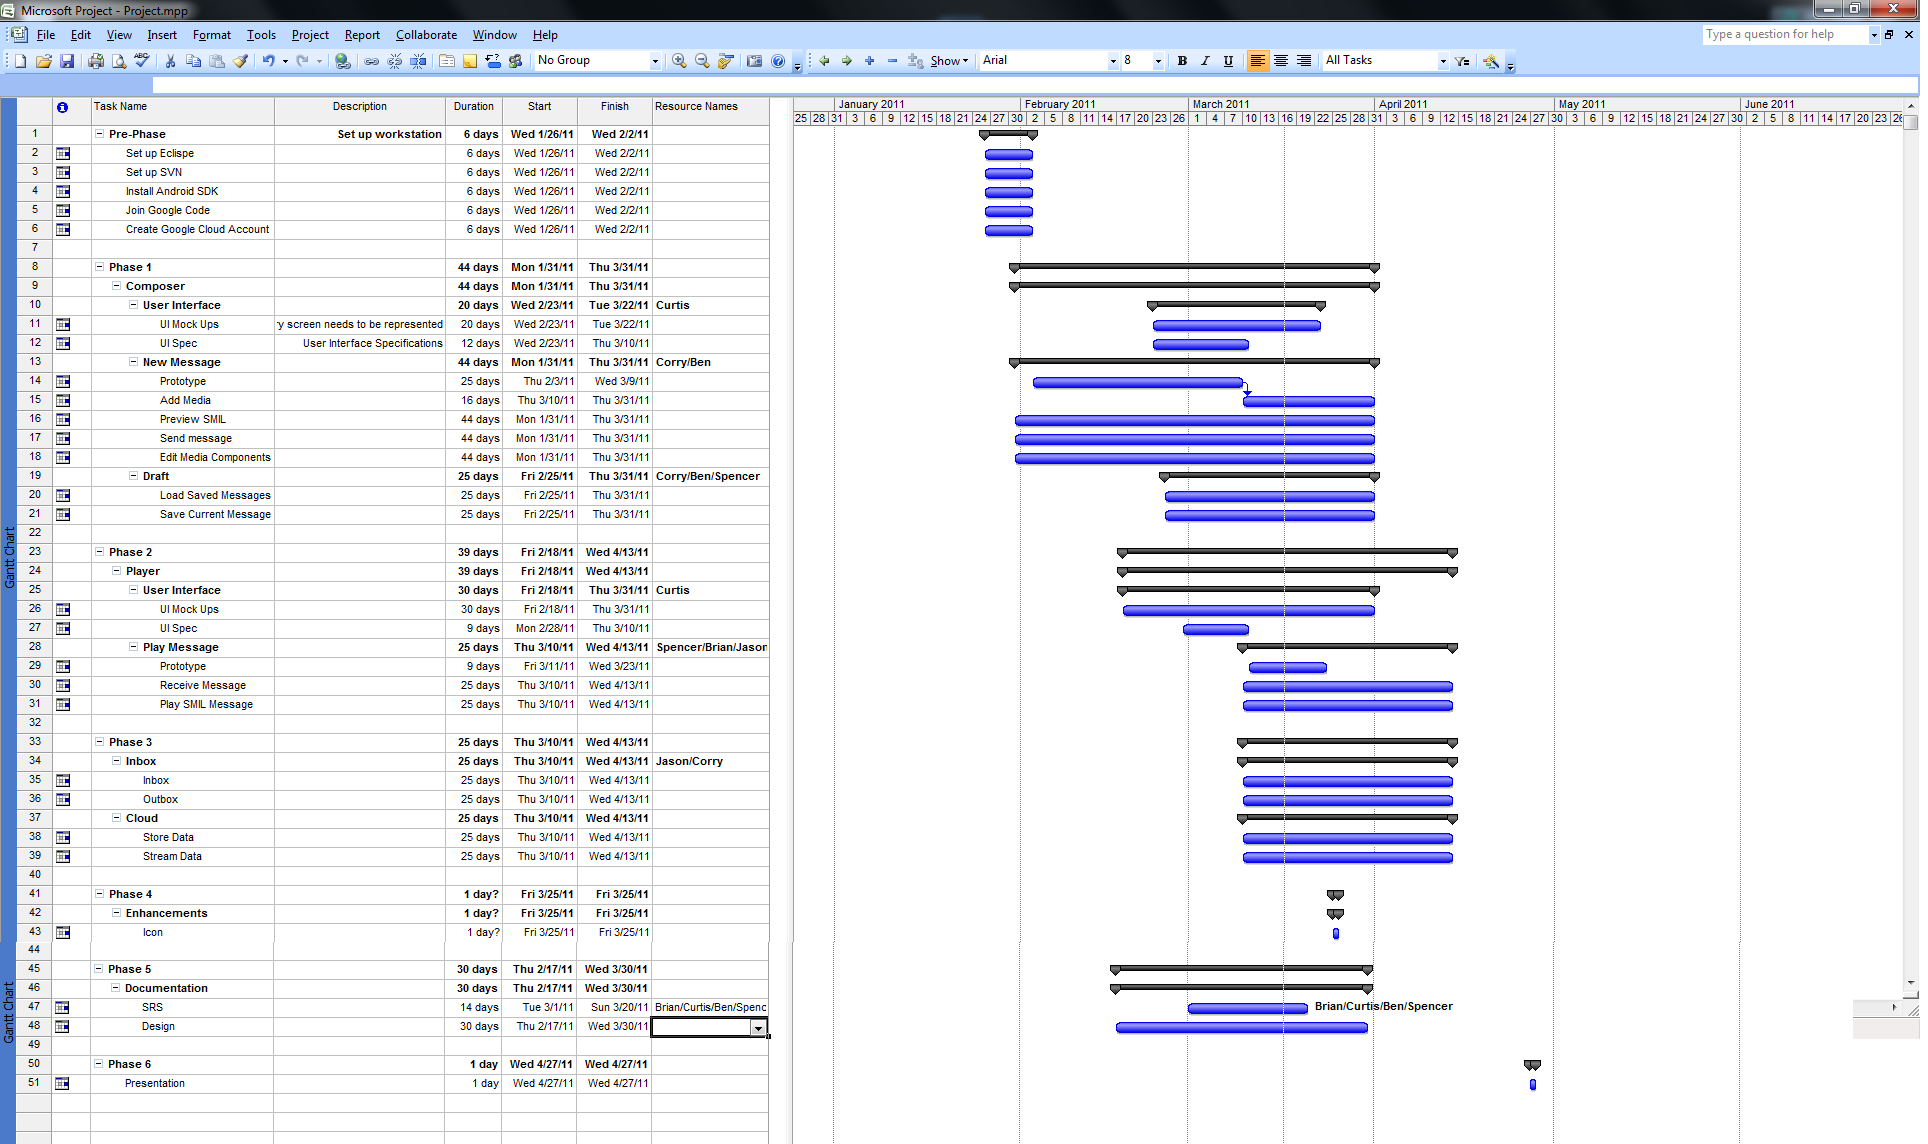 Microsoft Project - Project.mpp
File Edit View Insert Format Tools Project Report Collaborate Window Help Type a question for help
No Group Show Arial 8 B I U All Tasks
Task Name Description Duration Start Finish Resource Names
January 2011 February 2011 March 2011 April 2011 May 2011 June 2011
25 28 31 3 6 9 12 15 18 21 24 27 30 2 5 8 11 14 17 20 23 26 1 4 7 10 13 16 19 22 25 28 31 3 6 9 12 15 18 21 24 27 30 3 6 9 12 15 18 21 24 27 30 2 5 8 11 14 17 20 23 26
1 Pre-Phase Set up workstation 6 days Wed 1/26/11 Wed 2/2/11
2 Set up Eclispe 6 days Wed 1/26/11 Wed 2/2/11
3 Set up SVN 6 days Wed 1/26/11 Wed 2/2/11
4 Install Android SDK 6 days Wed 1/26/11 Wed 2/2/11
5 Join Google Code 6 days Wed 1/26/11 Wed 2/2/11
6 Create Google Cloud Account 6 days Wed 1/26/11 Wed 2/2/11
7
8 Phase 1 44 days Mon 1/31/11 Thu 3/31/11
9 Composer 44 days Mon 1/31/11 Thu 3/31/11
10 User Interface 20 days Wed 2/23/11 Tue 3/22/11 Curtis
11 UI Mock Ups y screen needs to be represented 20 days Wed 2/23/11 Tue 3/22/11
12 UI Spec User Interface Specifications 12 days Wed 2/23/11 Thu 3/10/11
13 New Message 44 days Mon 1/31/11 Thu 3/31/11 Corry/Ben
14 Prototype 25 days Thu 2/3/11 Wed 3/9/11
15 Add Media 16 days Thu 3/10/11 Thu 3/31/11
16 Preview SMIL 44 days Mon 1/31/11 Thu 3/31/11
17 Send message 44 days Mon 1/31/11 Thu 3/31/11
18 Edit Media Components 44 days Mon 1/31/11 Thu 3/31/11
19 Draft 25 days Fri 2/25/11 Thu 3/31/11 Corry/Ben/Spencer
20 Load Saved Messages 25 days Fri 2/25/11 Thu 3/31/11
21 Save Current Message 25 days Fri 2/25/11 Thu 3/31/11
22
23 Phase 2 39 days Fri 2/18/11 Wed 4/13/11
24 Player 39 days Fri 2/18/11 Wed 4/13/11
25 User Interface 30 days Fri 2/18/11 Thu 3/31/11 Curtis
26 UI Mock Ups 30 days Fri 2/18/11 Thu 3/31/11
27 UI Spec 9 days Mon 2/28/11 Thu 3/10/11
28 Play Message 25 days Thu 3/10/11 Wed 4/13/11 Spencer/Brian/Jason
29 Prototype 9 days Fri 3/11/11 Wed 3/23/11
30 Receive Message 25 days Thu 3/10/11 Wed 4/13/11
31 Play SMIL Message 25 days Thu 3/10/11 Wed 4/13/11
32
33 Phase 3 25 days Thu 3/10/11 Wed 4/13/11
34 Inbox 25 days Thu 3/10/11 Wed 4/13/11 Jason/Corry
35 Inbox 25 days Thu 3/10/11 Wed 4/13/11
36 Outbox 25 days Thu 3/10/11 Wed 4/13/11
37 Cloud 25 days Thu 3/10/11 Wed 4/13/11
38 Store Data 25 days Thu 3/10/11 Wed 4/13/11
39 Stream Data 25 days Thu 3/10/11 Wed 4/13/11
40
41 Phase 4 1 day? Fri 3/25/11 Fri 3/25/11
42 Enhancements 1 day? Fri 3/25/11 Fri 3/25/11
43 Icon 1 day? Fri 3/25/11 Fri 3/25/11
44
45 Phase 5 30 days Thu 2/17/11 Wed 3/30/11
46 Documentation 30 days Thu 2/17/11 Wed 3/30/11
47 SRS 14 days Tue 3/1/11 Sun 3/20/11 Brian/Curtis/Ben/Spenc Brian/Curtis/Ben/Spencer
48 Design 30 days Thu 2/17/11 Wed 3/30/11
49
50 Phase 6 1 day Wed 4/27/11 Wed 4/27/11
51 Presentation 1 day Wed 4/27/11 Wed 4/27/11
Gantt Chart
Gantt Chart